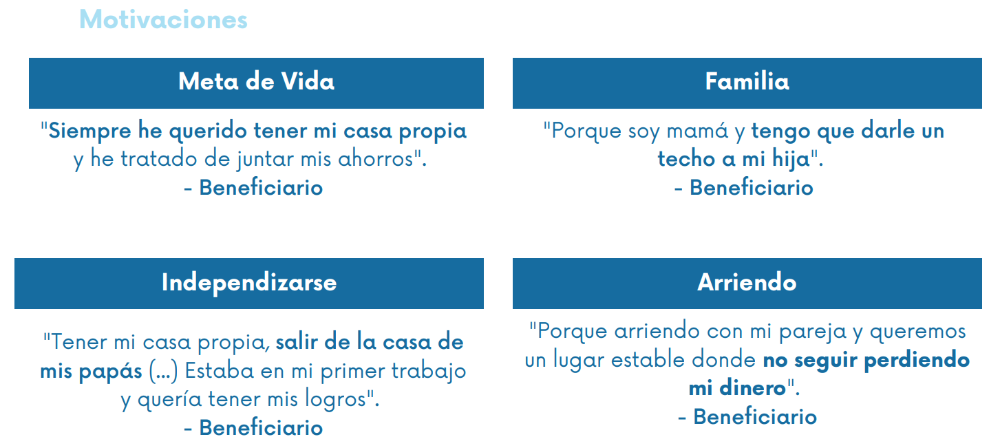 Motivaciones
Meta de Vida
"Siempre he querido tener mi casa propia
y he tratado de juntar mis ahorros".
- Beneficiario
Familia
"Porque soy mamá y tengo que darle un
techo a mi hija".
- Beneficiario
Independizarse
"Tener mi casa propia, salir de la casa de
mis papás (...) Estaba en mi primer trabajo
y quería tener mis logros".
- Beneficiario
Arriendo
"Porque arriendo con mi pareja y queremos
un lugar estable donde no seguir perdiendo
mi dinero".
- Beneficiario